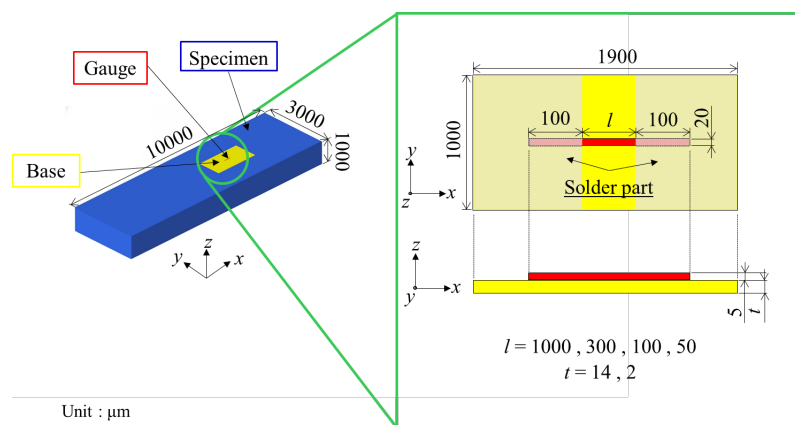 Gauge
Specimen
Base
10000
3000
1000
z
y
x
Unit : μm
1900
1000
100
l
100
20
Solder part
y
z
x
z
y
x
5
t
l = 1000 , 300 , 100 , 50
t = 14 , 2